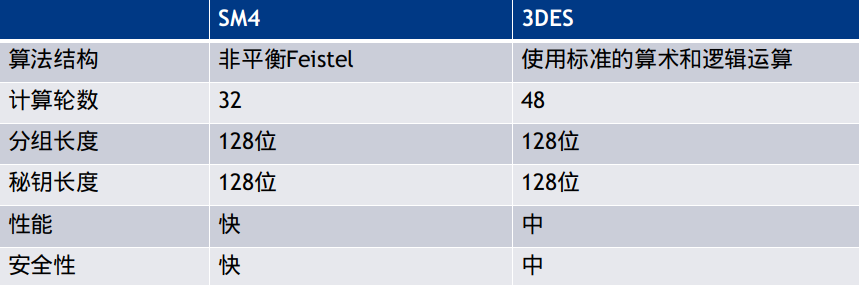 SM4 3DES
算法结构 非平衡Feistel 使用标准的算术和逻辑运算
计算轮数 32 48
分组长度 128位 128位
秘钥长度 128位 128位
性能 快 中
安全性 快 中